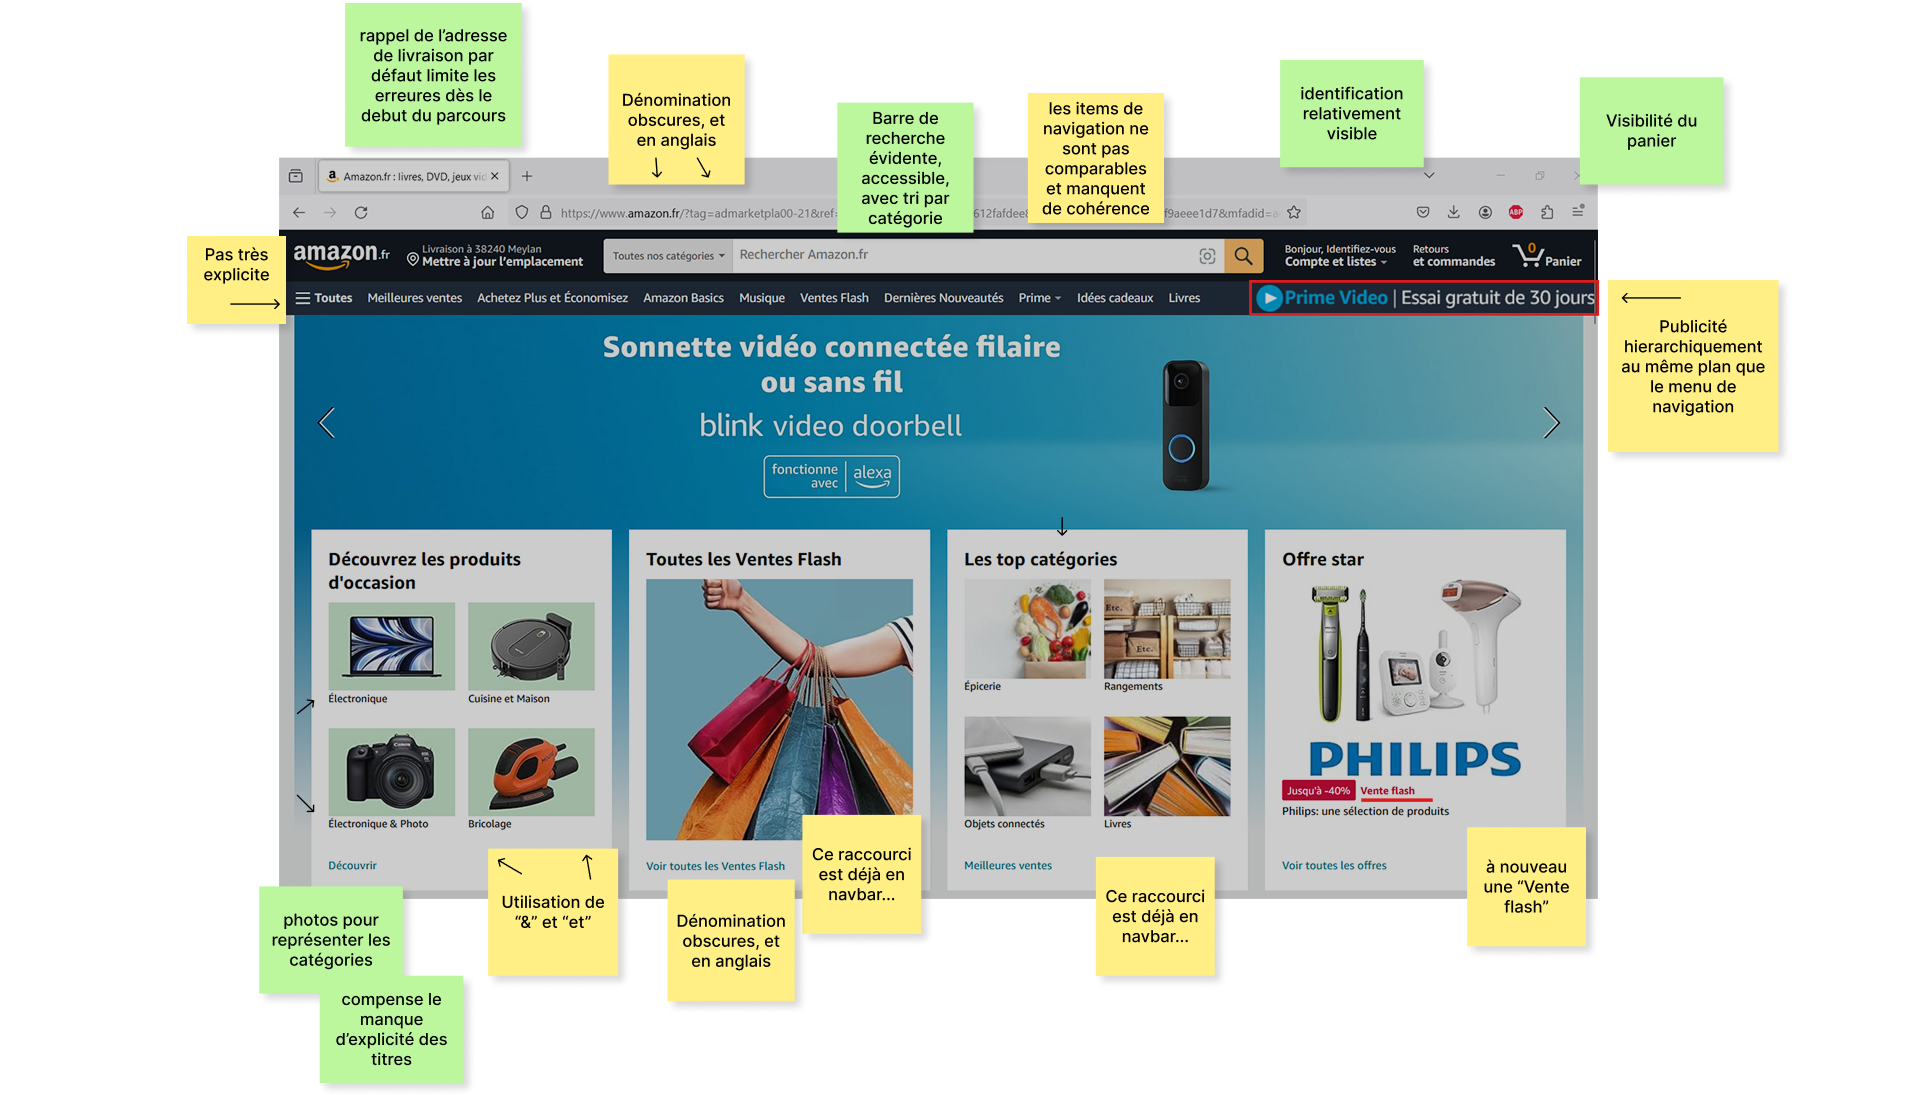 rappel de l’adresse
de livraison par
défaut limite les
erreures dès le
debut du parcours
Dénomination
obscures, et
en anglais
Barre de
recherche
évidente,
accessible,
avec tri par
catégorie
les items de
navigation ne
sont pas
comparables
et manquent
de cohérence
identification
relativement
visible
Visibilité du
panier
Amazon.fr : livres, DVD, jeux vid
https://www.amazon.fr/?tag=admarketpla00-21&ref=
612fafdee
f9aeee1d7&mfadid=a
ABP
Pas très
explicite
amazon.fr
Livraison à 38240 Meylan
Mettre à jour l’emplacement
Toutes nos catégories
Rechercher Amazon.fr
Bonjour, Identifiez-vous
Compte et listes
Retours
et commandes
0
Panier
Toutes
Meilleures ventes
Achetez Plus et Économisez
Amazon Basics
Musique
Ventes Flash
Dernières Nouveautés
Prime
Idées cadeaux
Livres
Prime Video | Essai gratuit de 30 jours
Publicité
hierarchiquement
au même plan que
le menu de
navigation
Sonnette vidéo connectée filaire
ou sans fil
blink video doorbell
fonctionne
avec
alexa
Découvrez les produits
d'occasion
Électronique
Cuisine et Maison
Électronique & Photo
Bricolage
Découvrir
Toutes les Ventes Flash
Voir toutes les Ventes Flash
Les top catégories
Etc.
Etc.
Épicerie
Rangements
Objets connectés
Livres
Meilleures ventes
Offre star
PHILIPS
Jusqu'à -40%
Vente flash
Philips: une sélection de produits
Voir toutes les offres
photos pour
représenter les
catégories
compense le
manque
d’explicité des
titres
Utilisation de
“&” et “et”
Dénomination
obscures, et
en anglais
Ce raccourci
est déjà en
navbar...
Ce raccourci
est déjà en
navbar...
à nouveau
une “Vente
flash”